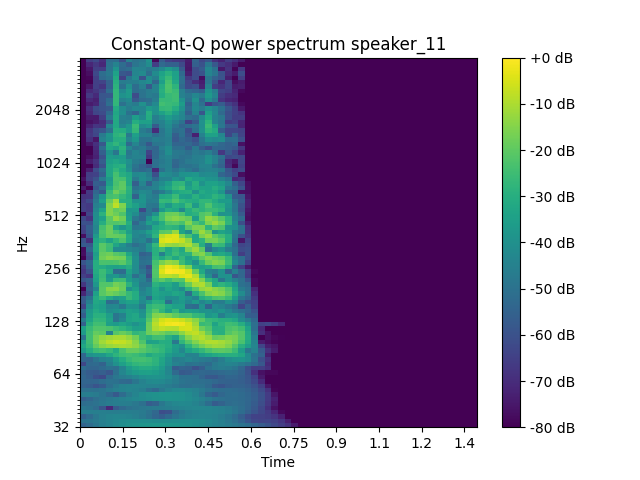 Constant-Q power spectrum speaker_11
+0 dB
-10 dB
-20 dB
-30 dB
-40 dB
-50 dB
-60 dB
-70 dB
-80 dB
Hz
2048
1024
512
256
128
64
32
0 0.15 0.3 0.45 0.6 0.75 0.9 1.1 1.2 1.4
Time